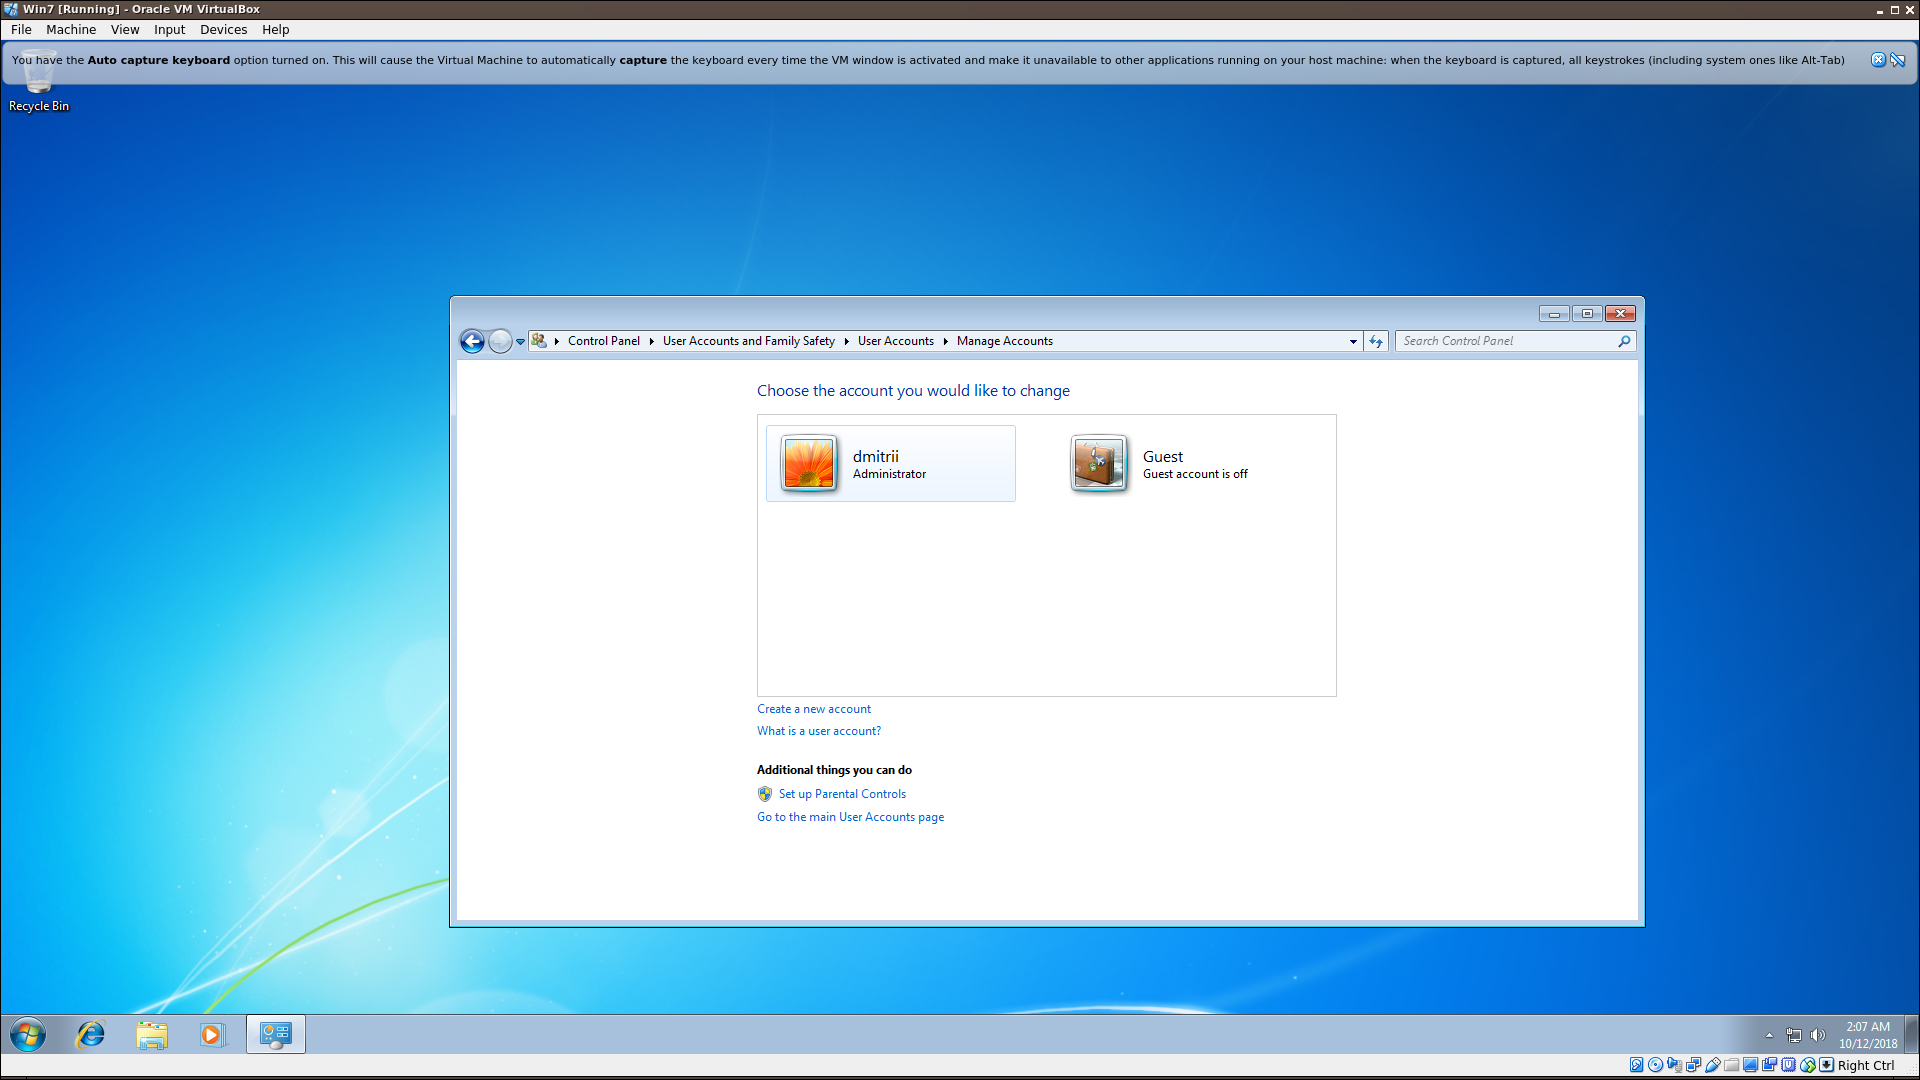 Win7 [Running] - Oracle VM VirtualBox
File Machine View Input Devices Help
You have the Auto capture keyboard option turned on. This will cause the Virtual Machine to automatically capture the keyboard every time the VM window is activated and make it unavailable to other applications running on your host machine: when the keyboard is captured, all keystrokes (including system ones like Alt-Tab)
Recycle Bin
Control Panel User Accounts and Family Safety User Accounts Manage Accounts
Search Control Panel
Choose the account you would like to change
dmitrii
Administrator
Guest
Guest account is off
Create a new account
What is a user account?
Additional things you can do
Set up Parental Controls
Go to the main User Accounts page
2:07 AM
10/12/2018
Right Ctrl